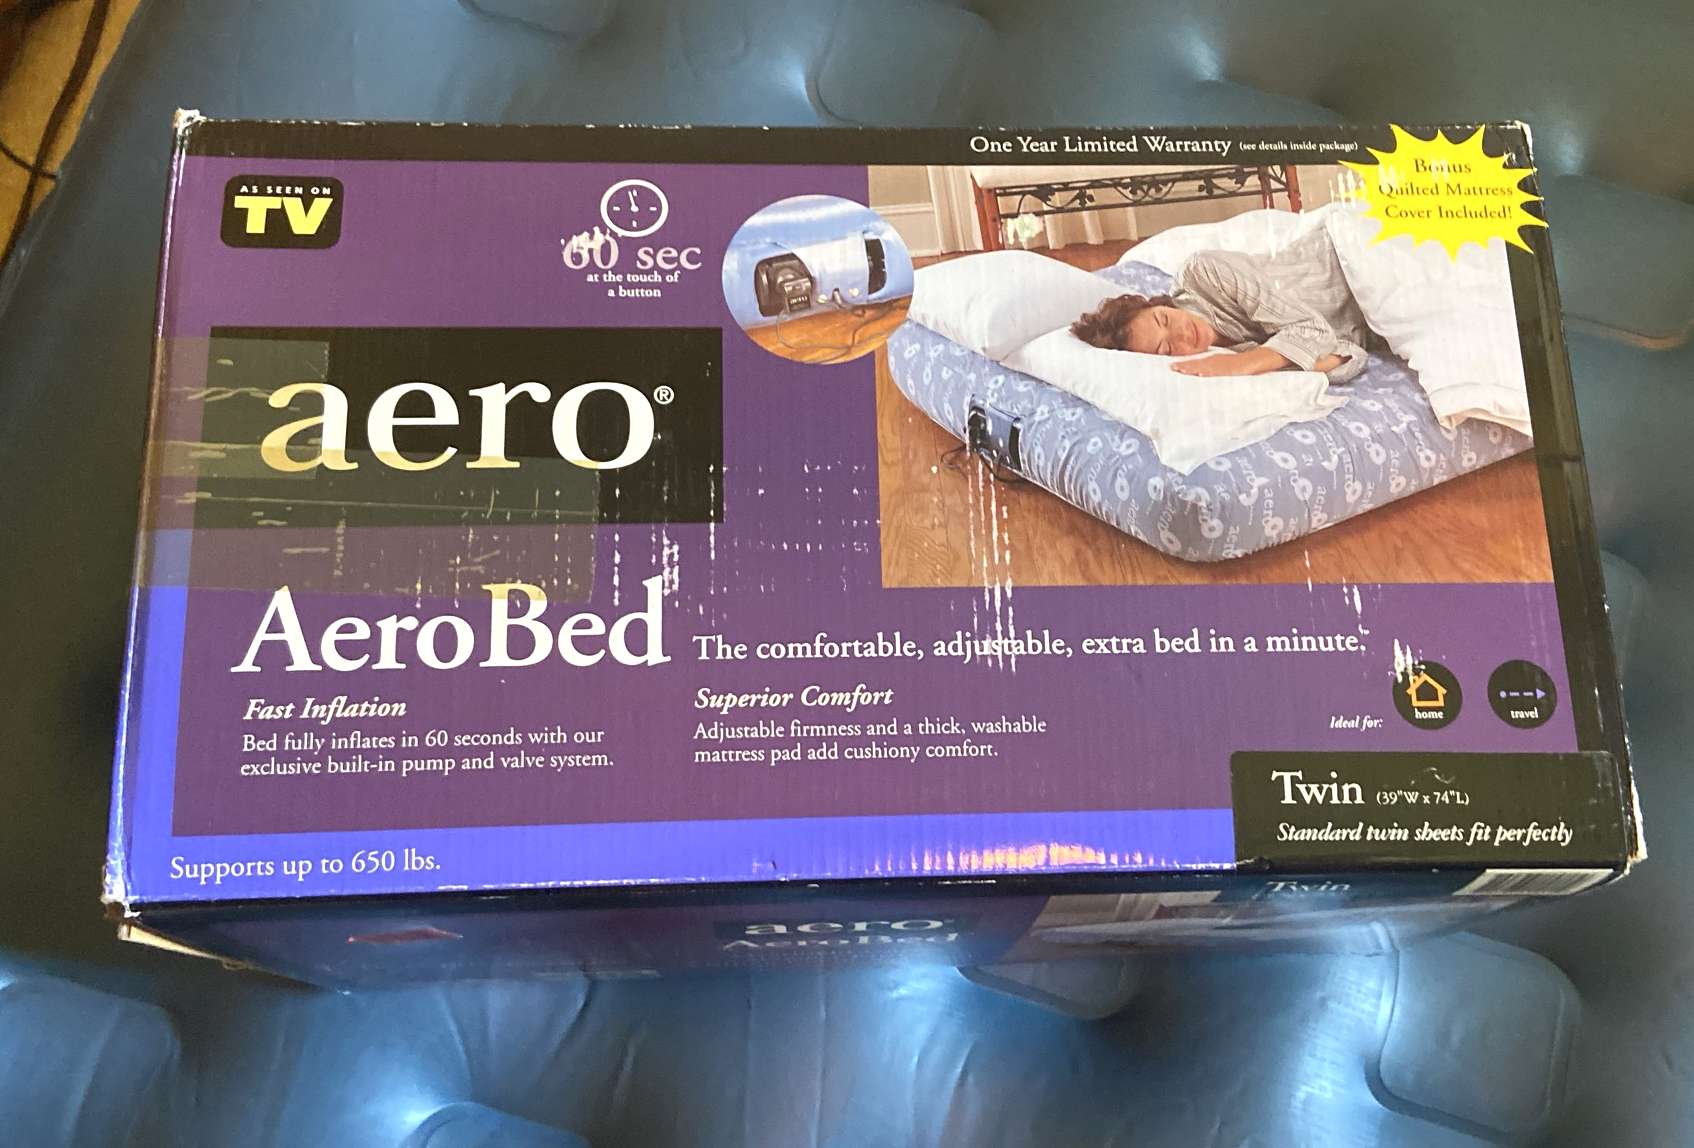 One Year Limited Warranty (see details inside package)
AS SEEN ON
TV
60 sec
at the touch of
a button
Bonus
Quilted Mattress
Cover Included!
aero®
AeroBed
The comfortable, adjustable, extra bed in a minute.™
Fast Inflation
Bed fully inflates in 60 seconds with our
exclusive built-in pump and valve system.
Superior Comfort
Adjustable firmness and a thick, washable
mattress pad add cushiony comfort.
Ideal for:
home
travel
Twin (39"W x 74"L)
Standard twin sheets fit perfectly
Supports up to 650 lbs.
Twin
aero
AeroBed